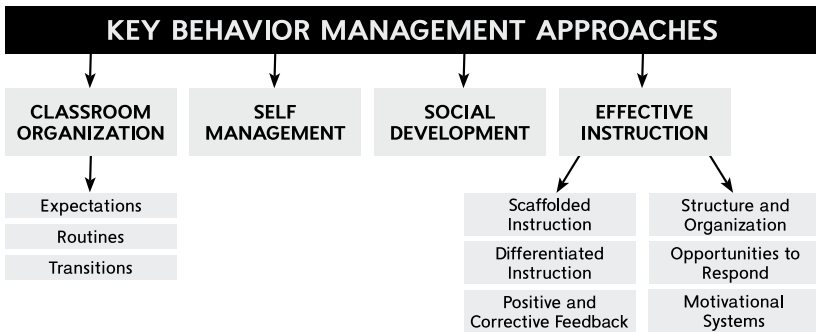 KEY BEHAVIOR MANAGEMENT APPROACHES
CLASSROOM
ORGANIZATION
SELF
MANAGEMENT
SOCIAL
DEVELOPMENT
EFFECTIVE
INSTRUCTION
Expectations
Routines
Transitions
Scaffolded
Instruction
Differentiated
Instruction
Positive and
Corrective Feedback
Structure and
Organization
Opportunities to
Respond
Motivational
Systems